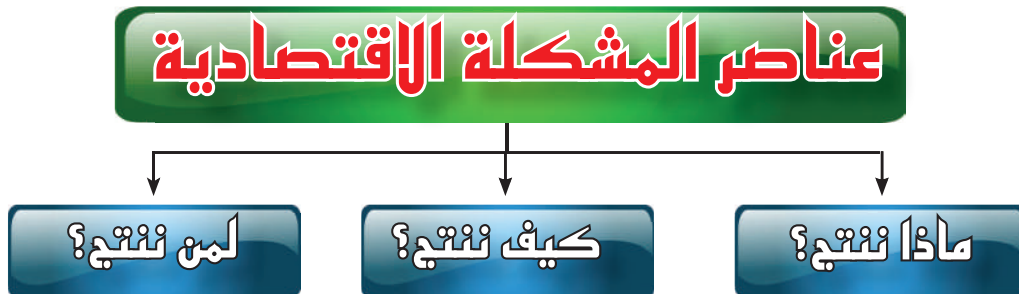 عناصر المشكلة الاقتصادية
ماذا ننتج؟
كيف ننتج؟
لمن ننتج؟